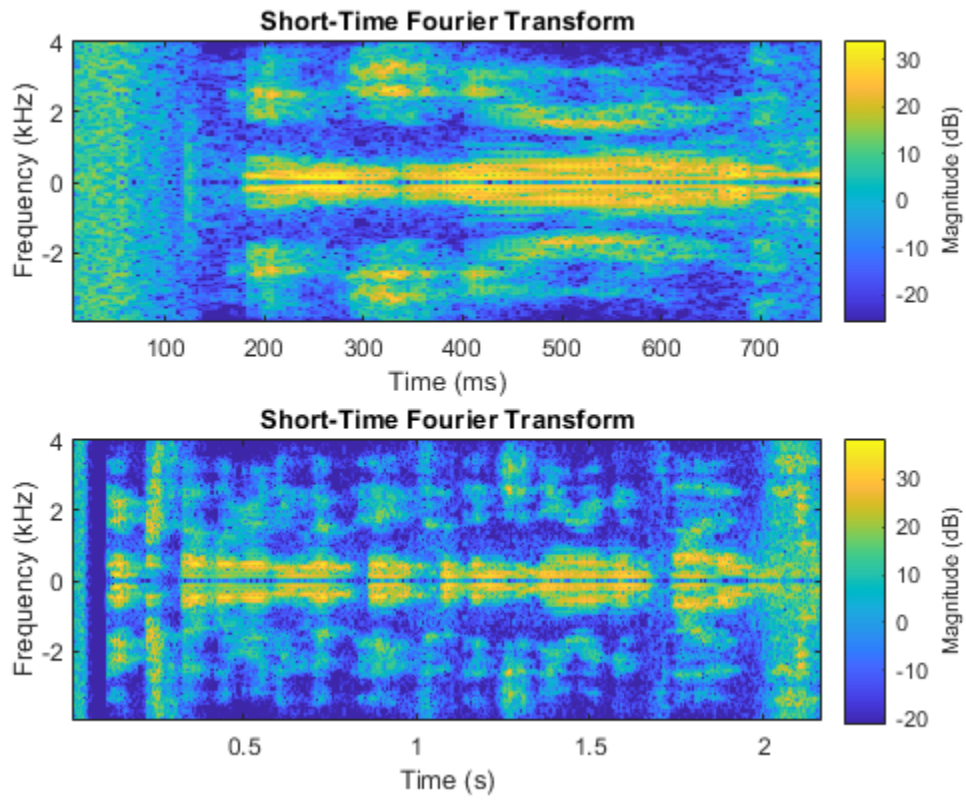 Short-Time Fourier Transform
4
2
0
-2
Frequency (kHz)
100 200 300 400 500 600 700
Time (ms)
30
20
10
0
-10
-20
Magnitude (dB)
Short-Time Fourier Transform
4
2
0
-2
Frequency (kHz)
0.5 1 1.5 2
Time (s)
30
20
10
0
-10
-20
Magnitude (dB)